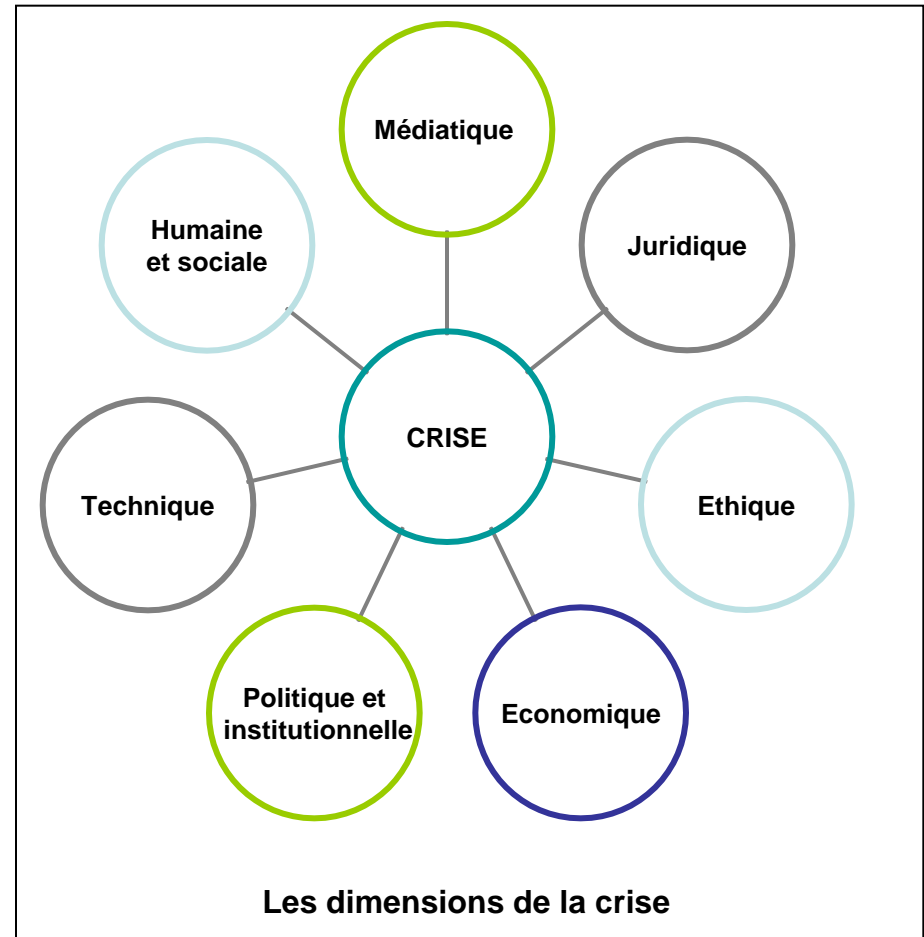 Médiatique
Humaine
et sociale
Juridique
CRISE
Technique
Ethique
Politique et
institutionnelle
Economique
Les dimensions de la crise